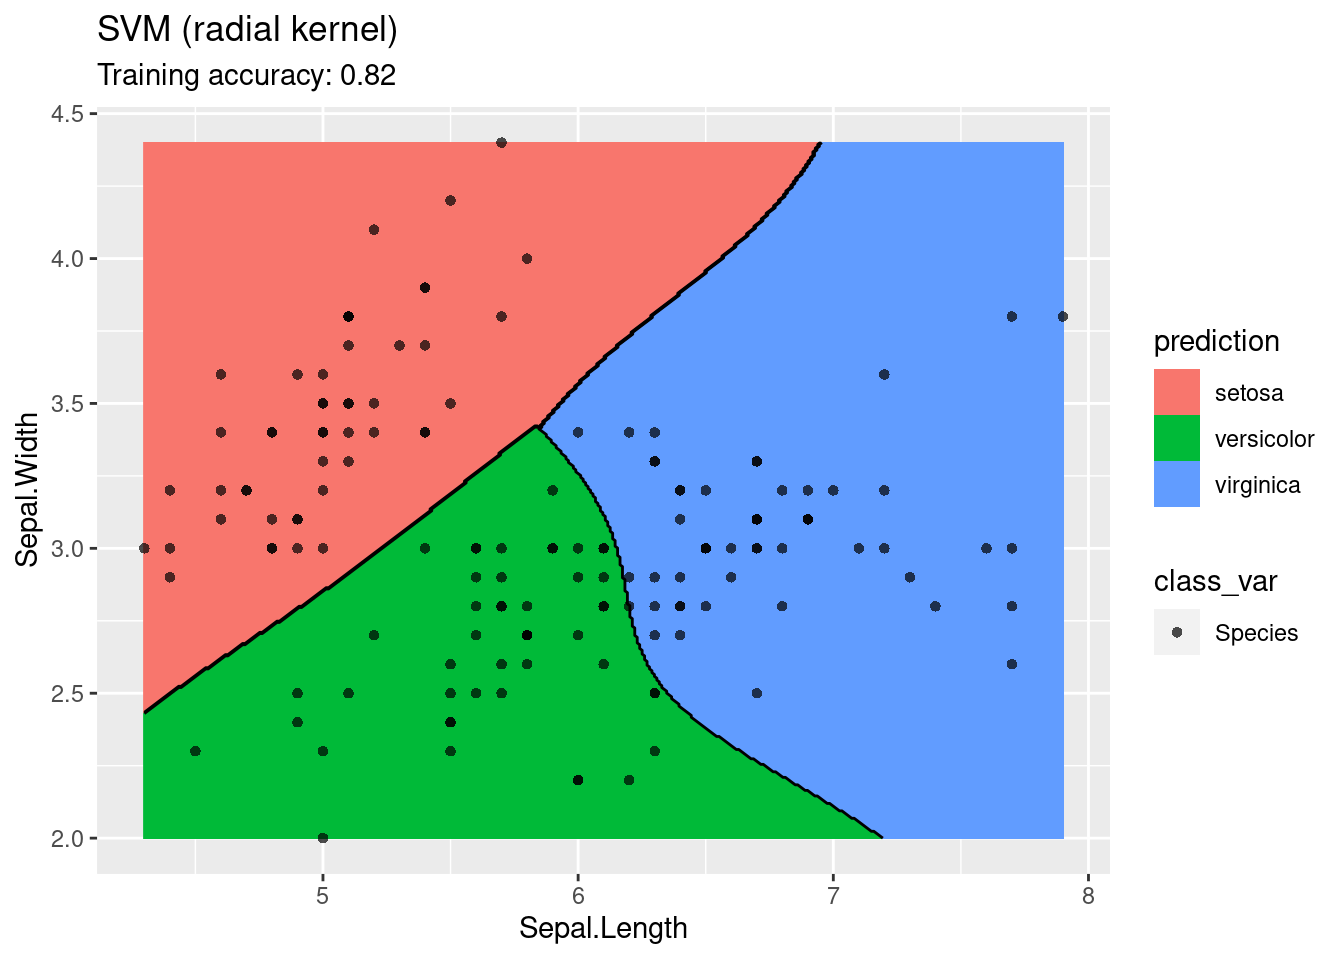 SVM (radial kernel)
Training accuracy: 0.82
4.5
4.0
3.5
3.0
2.5
2.0
Sepal.Width
5
6
7
8
Sepal.Length
prediction
setosa
versicolor
virginica
class_var
Species